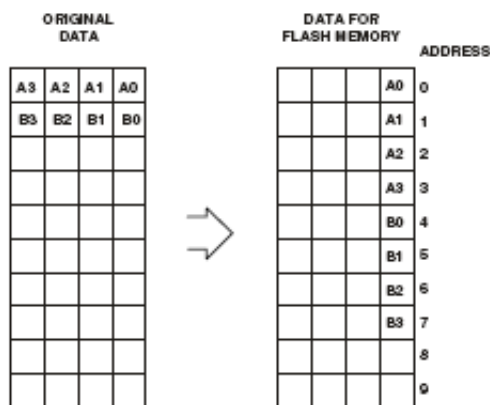 ORIGINAL
DATA
DATA FOR
FLASH MEMORY
ADDRESS
A3 A2 A1 A0
B3 B2 B1 B0
A0 0
A1 1
A2 2
A3 3
B0 4
B1 5
B2 6
B3 7
8
9